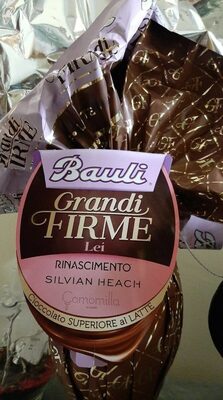 Bauli
Grandi
FIRME
Lei
RINASCIMENTO
SILVIAN HEACH
Camomilla
CIOCCOLATO SUPERIORE al LATTE